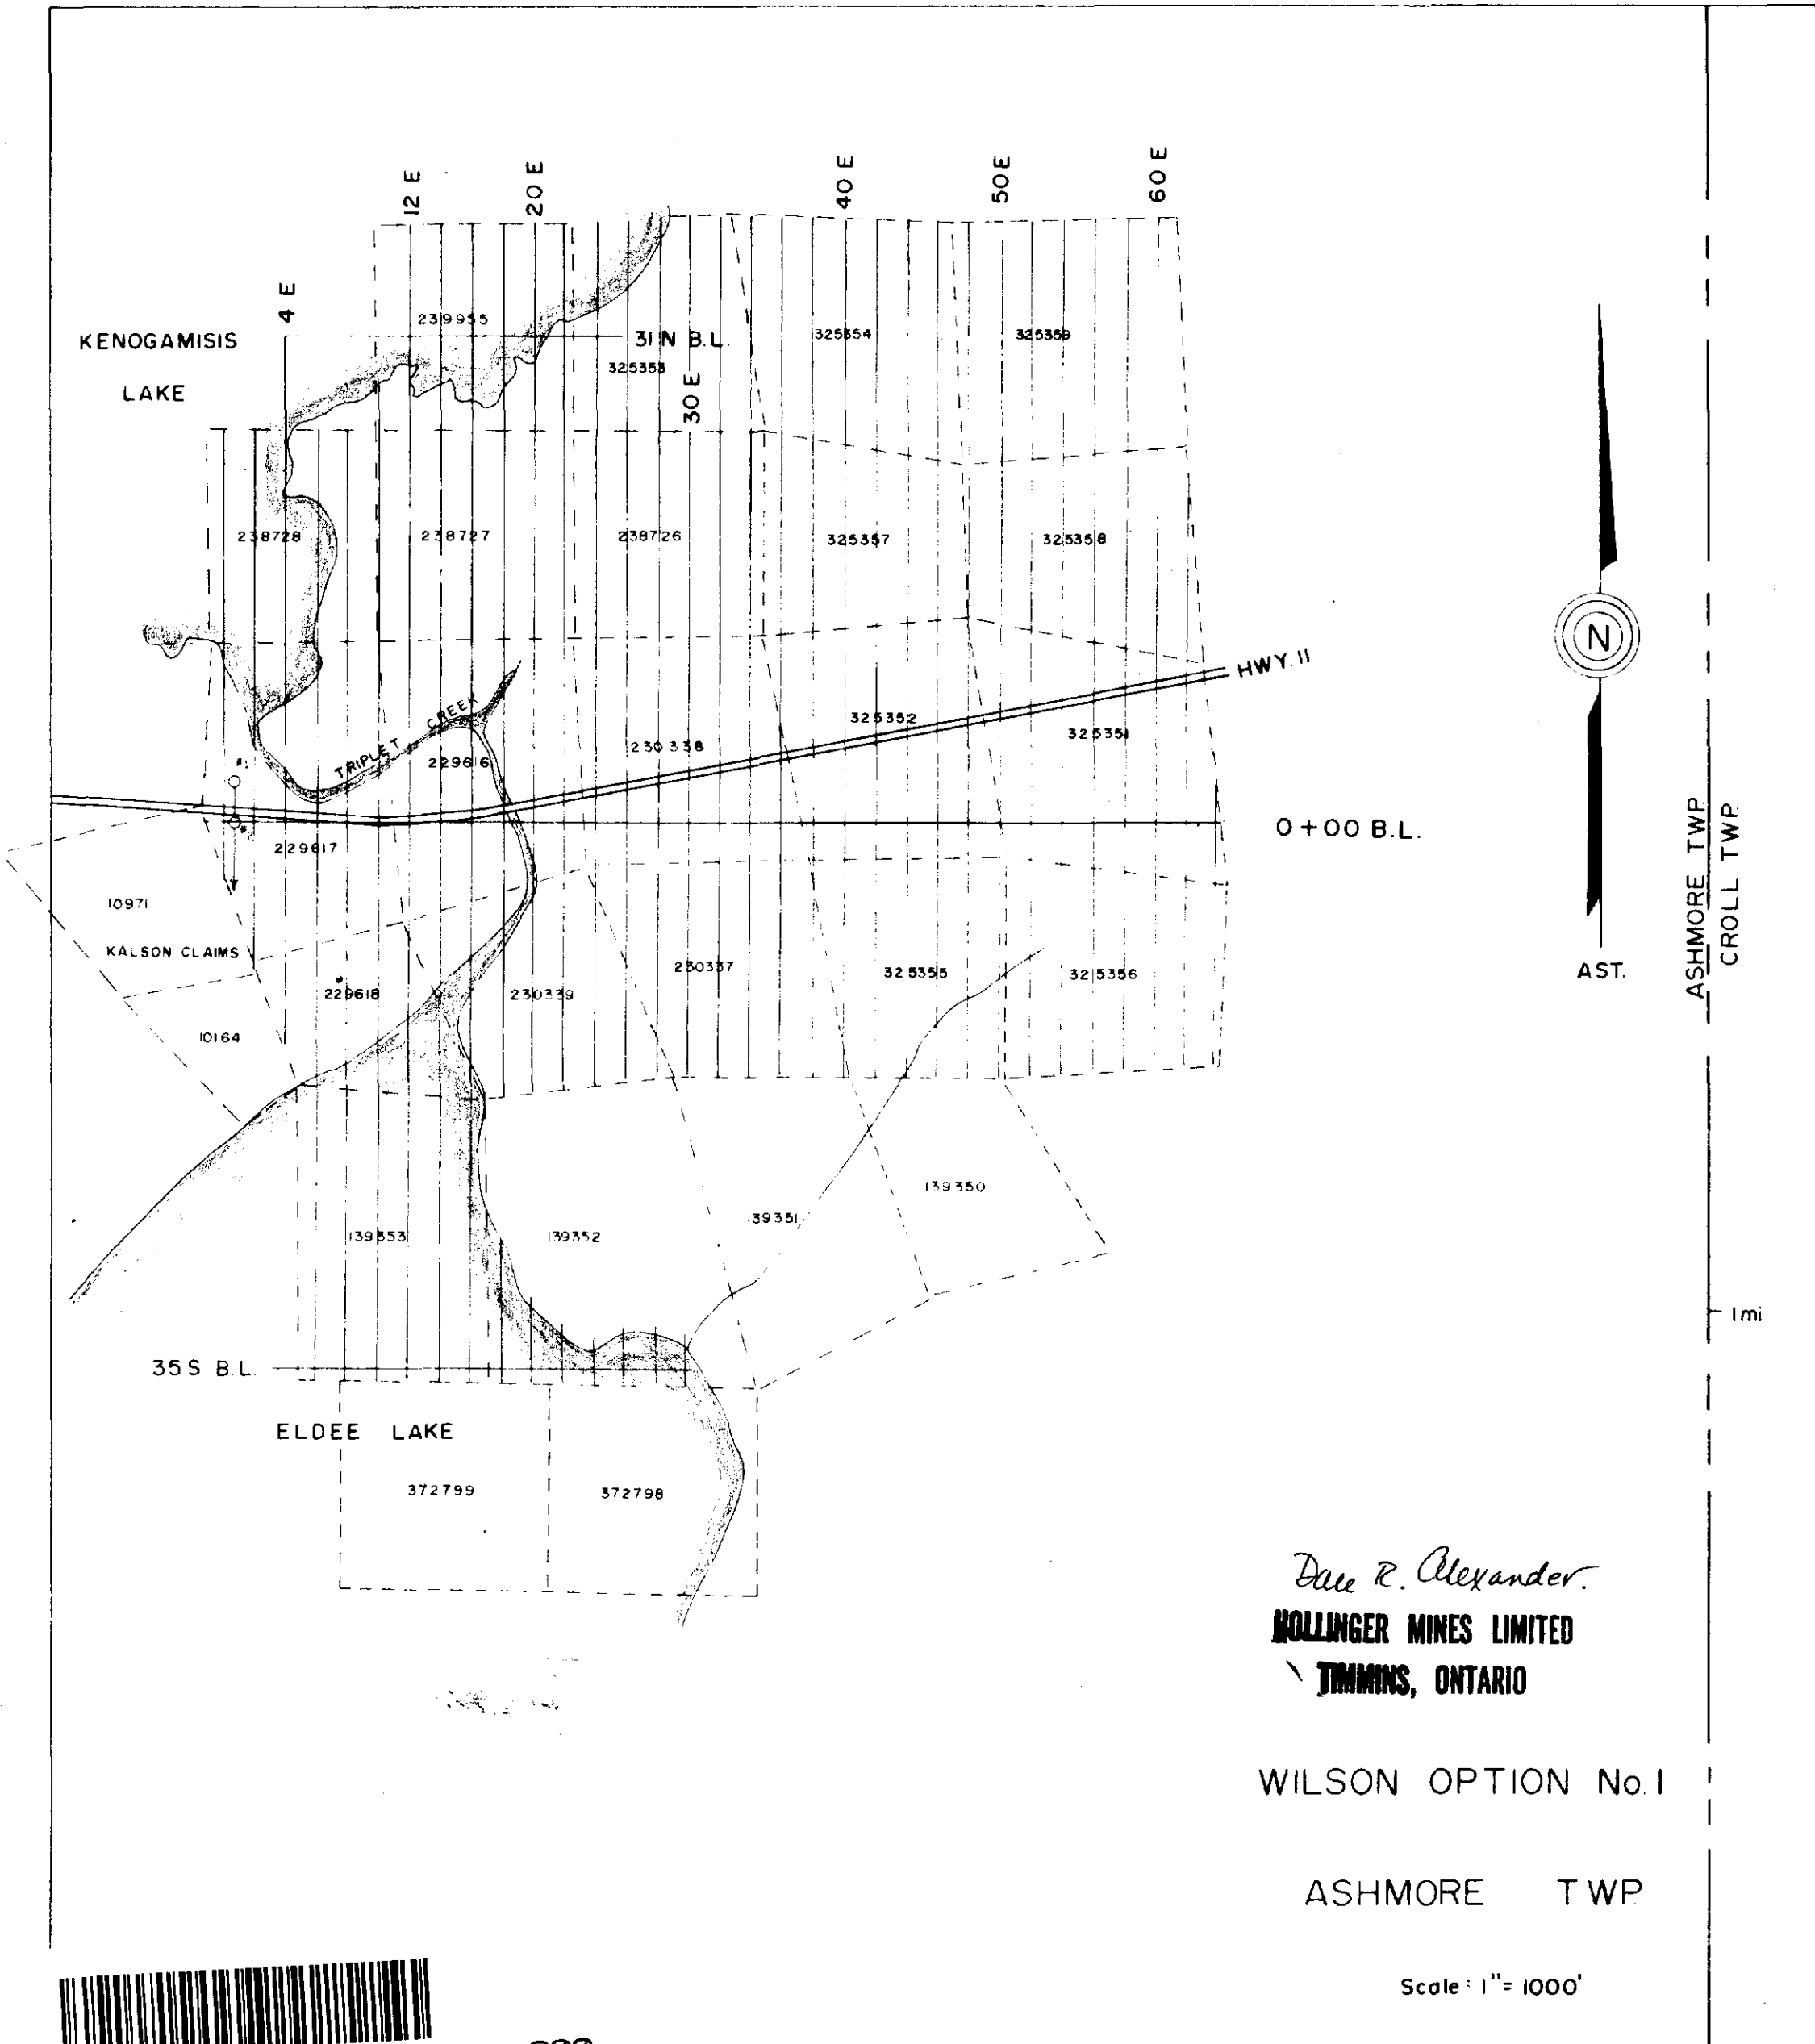 12 E
20 E
40 E
50 E
60 E
4 E
KENOGAMISIS
LAKE
239955
31 N B.L.
325353
30 E
325354
325359
238728
238727
238726
325357
325358
HWY. 11
TRIPLET CREEK
229616
230338
325352
325351
0+00 B.L.
229617
10971
KALSON CLAIMS
10164
229618
230339
230337
325355
325356
N
AST.
ASHMORE TWP.
CROLL TWP.
139353
139352
139351
139350
1 mi.
35 S B.L.
ELDEE LAKE
372799
372798
Dale R. Alexander.
HOLLINGER MINES LIMITED
TIMMINS, ONTARIO
WILSON OPTION No. 1
ASHMORE TWP.
Scale: 1" = 1000'